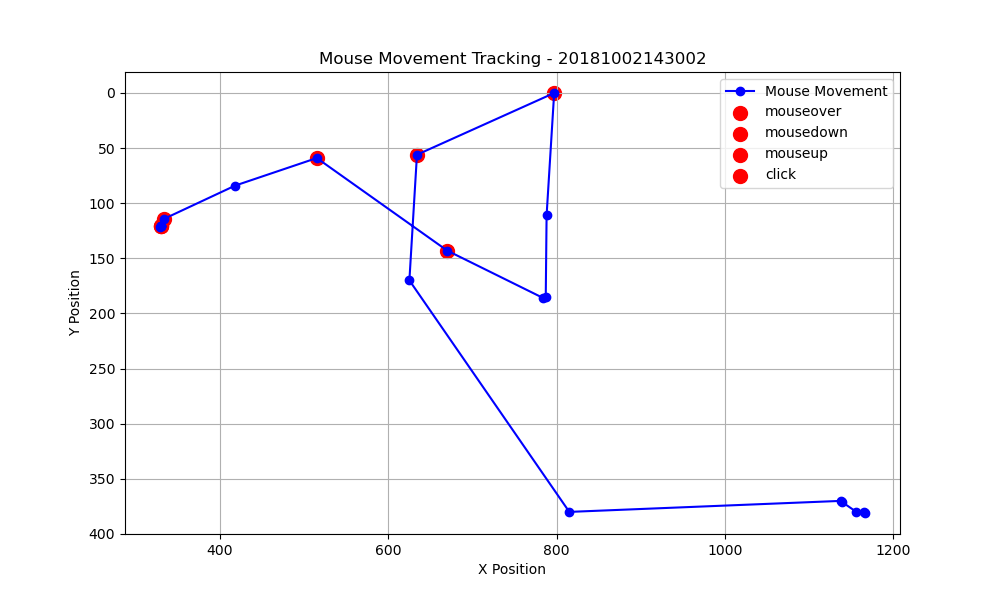 Mouse Movement Tracking - 20181002143002
Mouse Movement
mouseover
mousedown
mouseup
click
0
50
100
150
200
250
300
350
400
Y Position
400
600
800
1000
1200
X Position